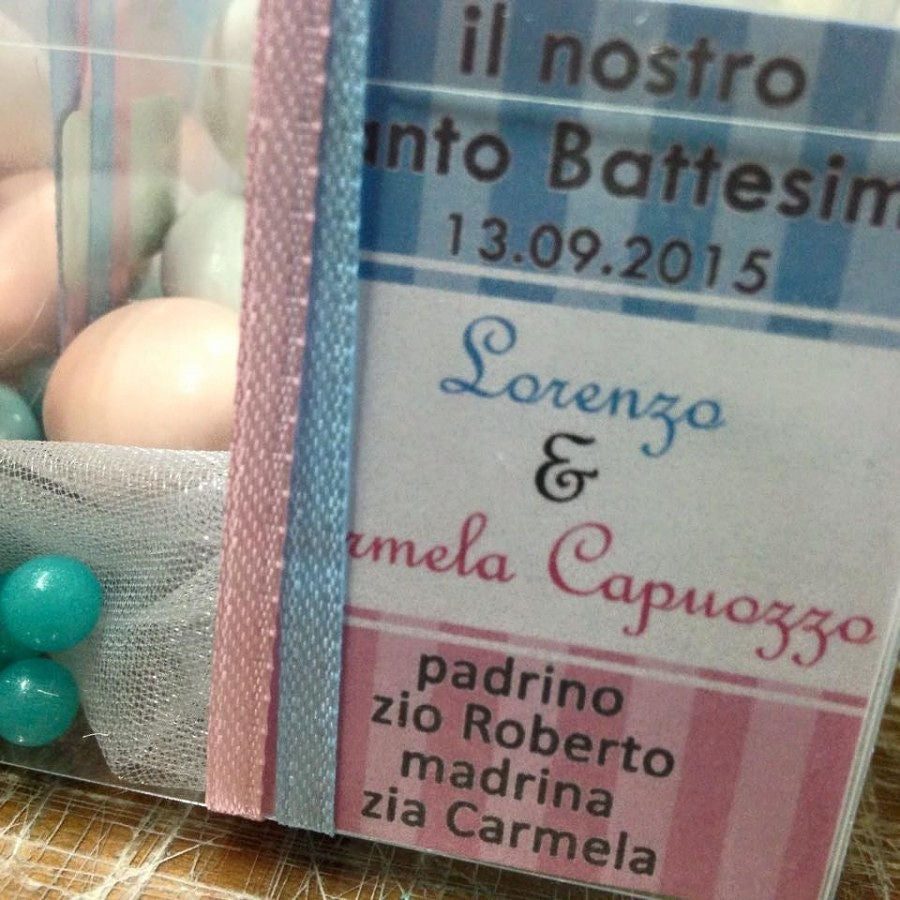 il nostro
anto Battesim
13.09.2015
Lorenzo
&
rmela Capuozzo
padrino
zio Roberto
madrina
zia Carmela